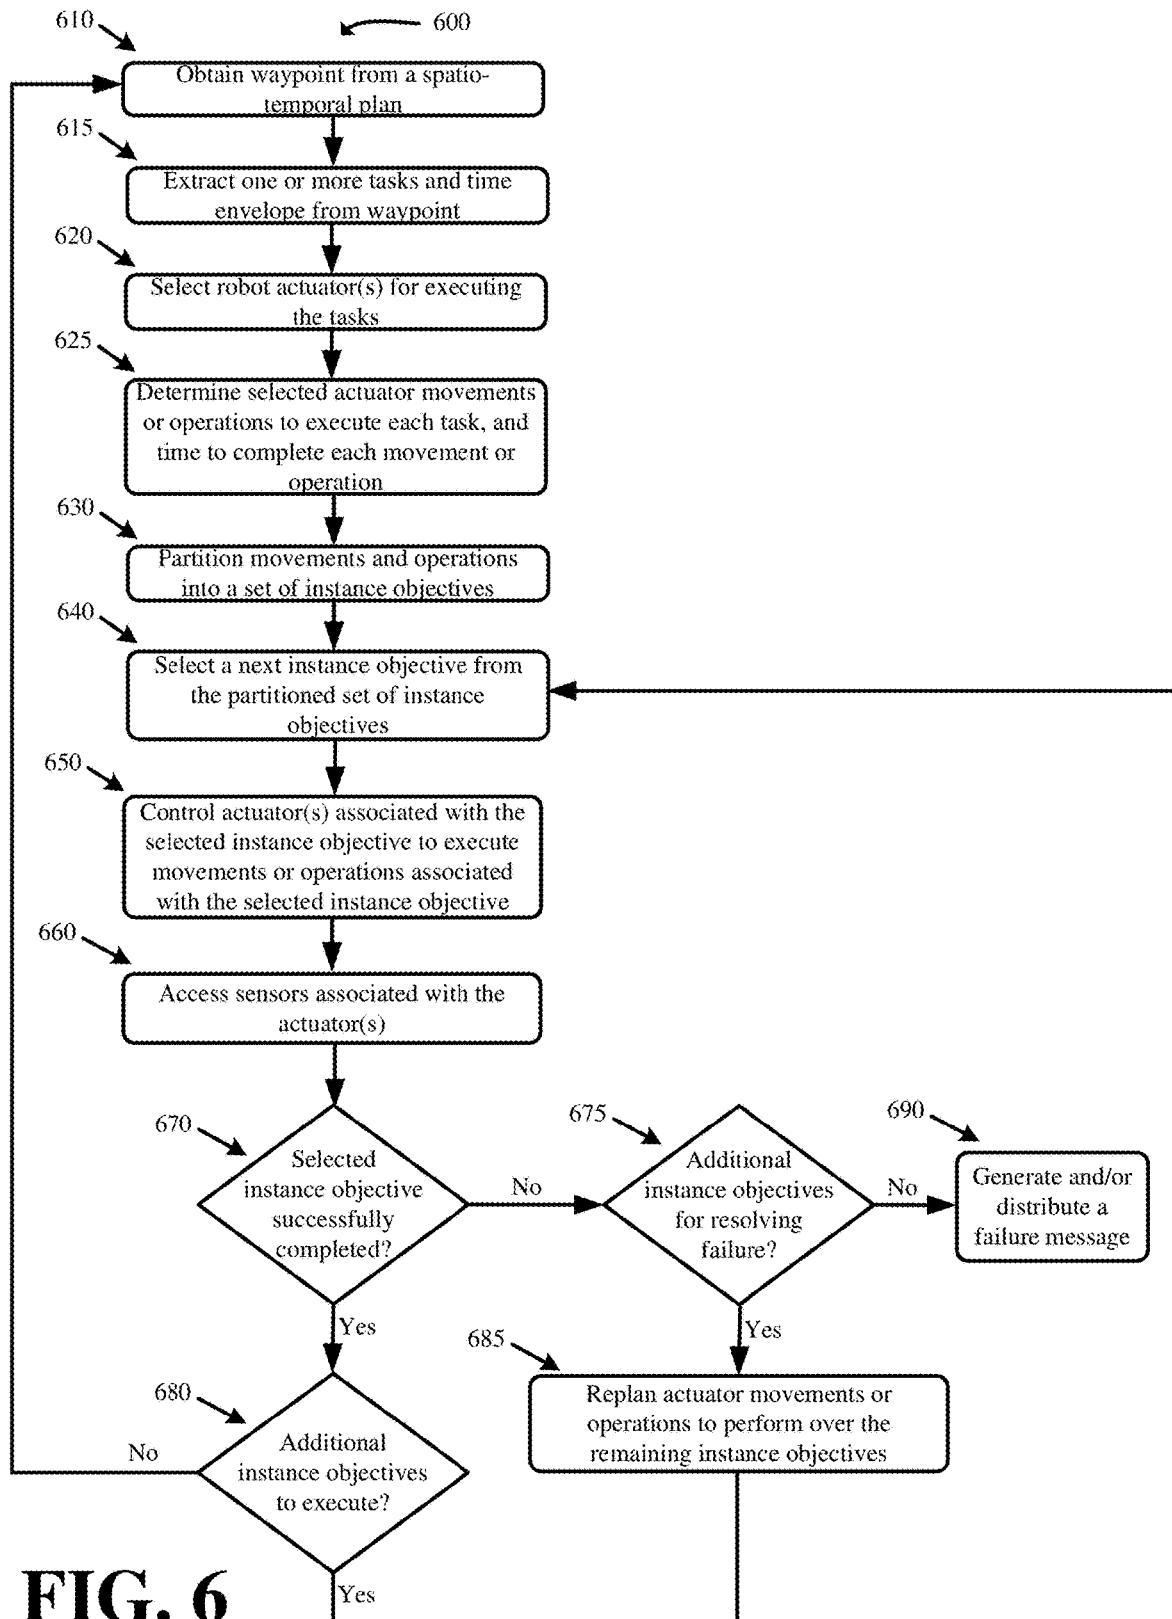 600
610
Obtain waypoint from a spatio-
temporal plan
615
Extract one or more tasks and time
envelope from waypoint
620
Select robot actuator(s) for executing
the tasks
625
Determine selected actuator movements
or operations to execute each task, and
time to complete each movement or
operation
630
Partition movements and operations
into a set of instance objectives
640
Select a next instance objective from
the partitioned set of instance
objectives
650
Control actuator(s) associated with the
selected instance objective to execute
movements or operations associated
with the selected instance objective
660
Access sensors associated with the
actuator(s)
670
Selected
instance objective
successfully
completed?
No
675
Additional
instance objectives
for resolving
failure?
No
690
Generate and/or
distribute a
failure message
Yes
Yes
685
Replan actuator movements or
operations to perform over the
remaining instance objectives
680
Additional
instance objectives
to execute?
No
Yes
FIG. 6